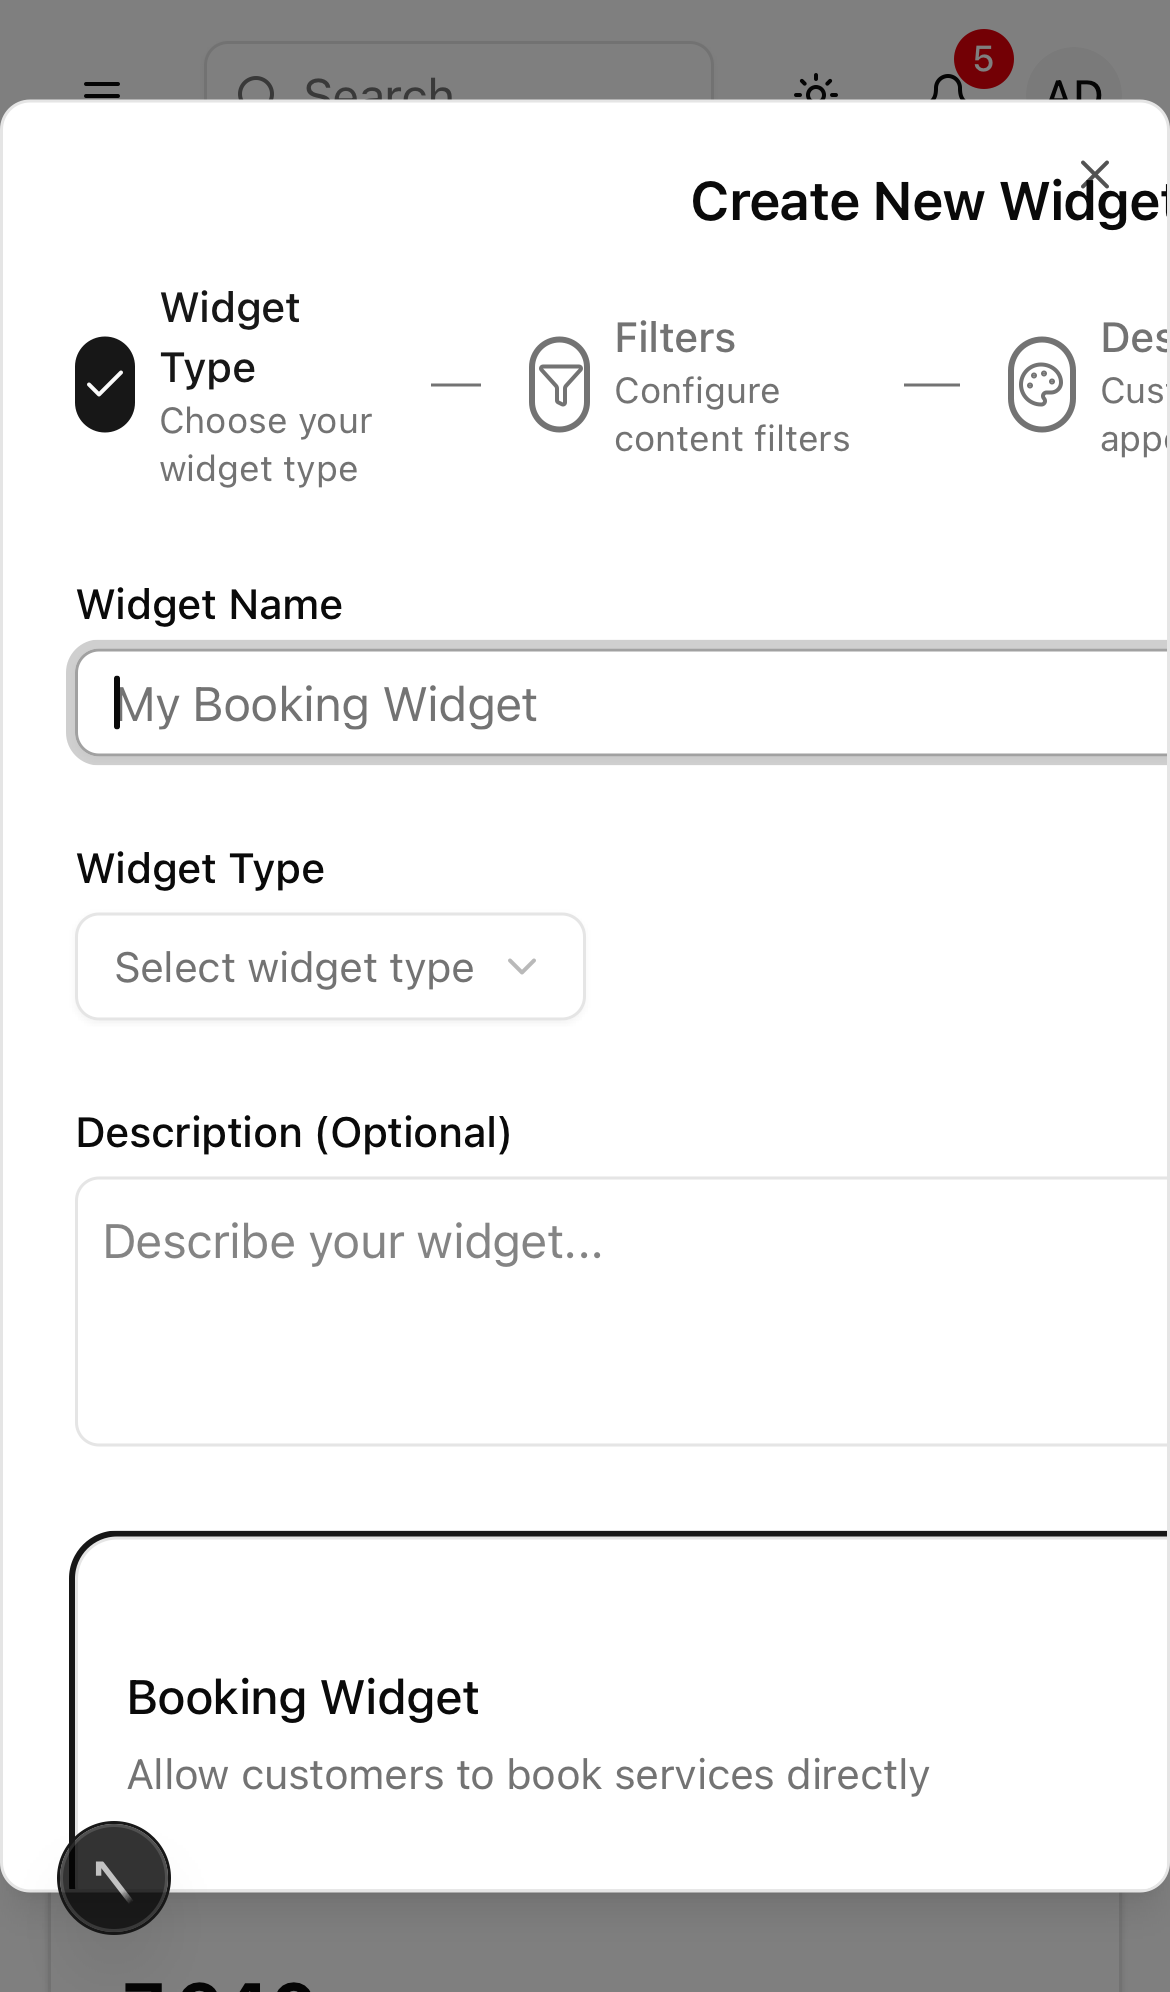 Search
5
AD
Create New Widget
Widget
Type
Choose your
widget type
Filters
Configure
content filters
Des
Cus
app
Widget Name
My Booking Widget
Widget Type
Select widget type
Description (Optional)
Describe your widget...
Booking Widget
Allow customers to book services directly